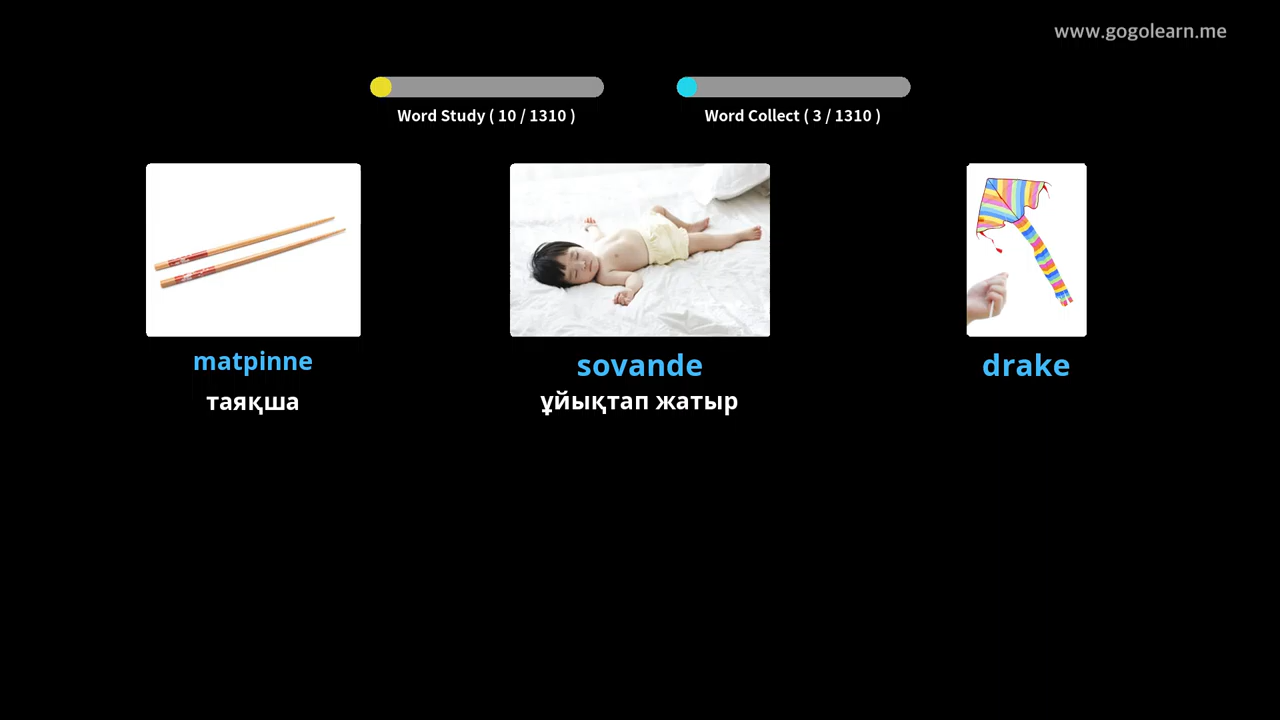 www.gogolearn.me
Word Study ( 10 / 1310 )
Word Collect ( 3 / 1310 )
matpinne
таяқша
sovande
ұйықтап жатыр
drake